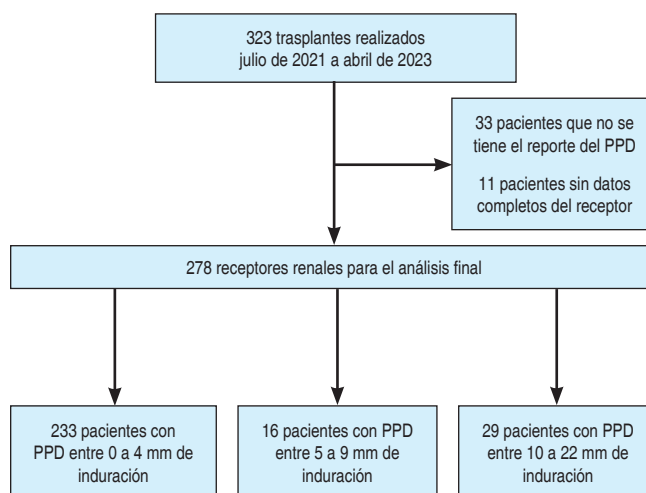 323 trasplantes realizados
julio de 2021 a abril de 2023
33 pacientes que no se
tiene el reporte del PPD
11 pacientes sin datos
completos del receptor
278 receptores renales para el análisis final
233 pacientes con
PPD entre 0 a 4 mm de
induración
16 pacientes con PPD
entre 5 a 9 mm de
induración
29 pacientes con PPD
entre 10 a 22 mm de
induración